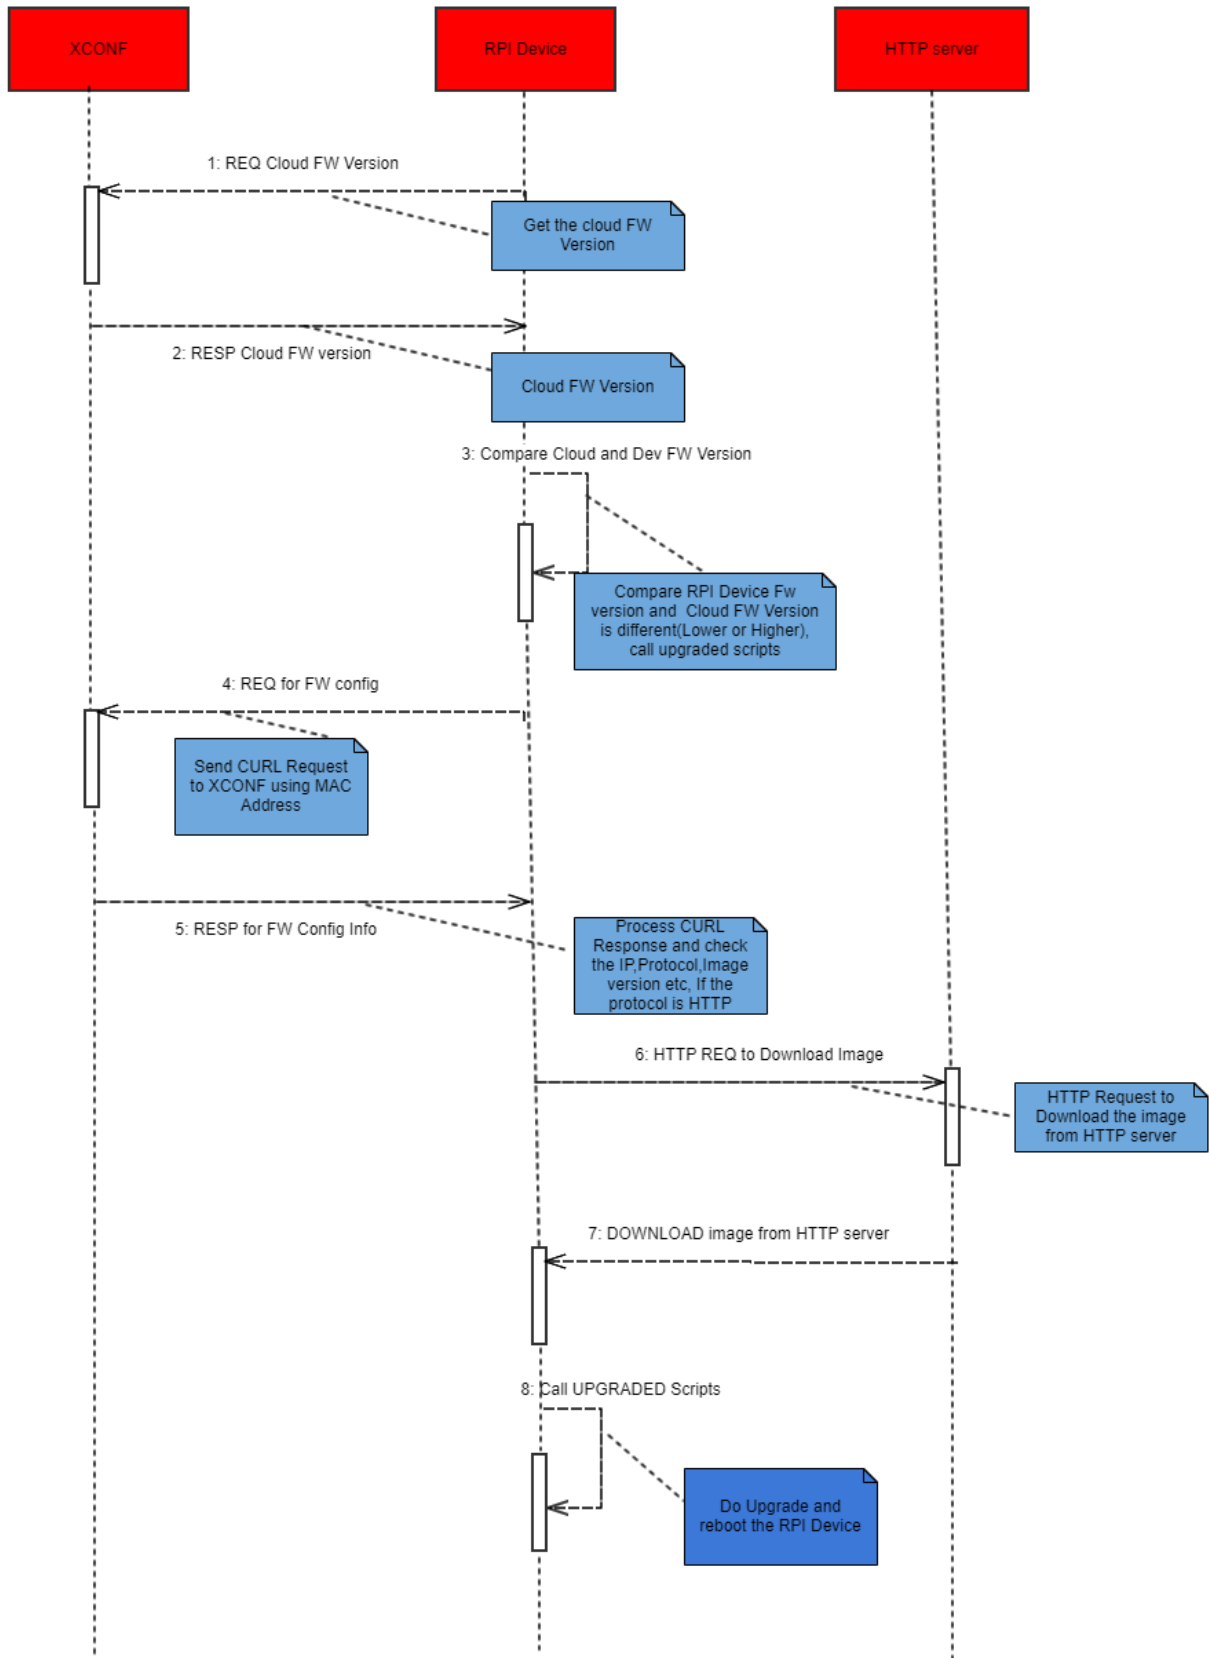 XCONF
RPI Device
HTTP server
1: REQ Cloud FW Version
Get the cloud FW
Version
2: RESP Cloud FW version
Cloud FW Version
3: Compare Cloud and Dev FW Version
Compare RPI Device Fw
version and Cloud FW Version
is different(Lower or Higher),
call upgraded scripts
4: REQ for FW config
Send CURL Request
to XCONF using MAC
Address
5: RESP for FW Config Info
Process CURL
Response and check
the IP,Protocol,Image
version etc, If the
protocol is HTTP
6: HTTP REQ to Download Image
HTTP Request to
Download the image
from HTTP server
7: DOWNLOAD image from HTTP server
8: Call UPGRADED Scripts
Do Upgrade and
reboot the RPI Device